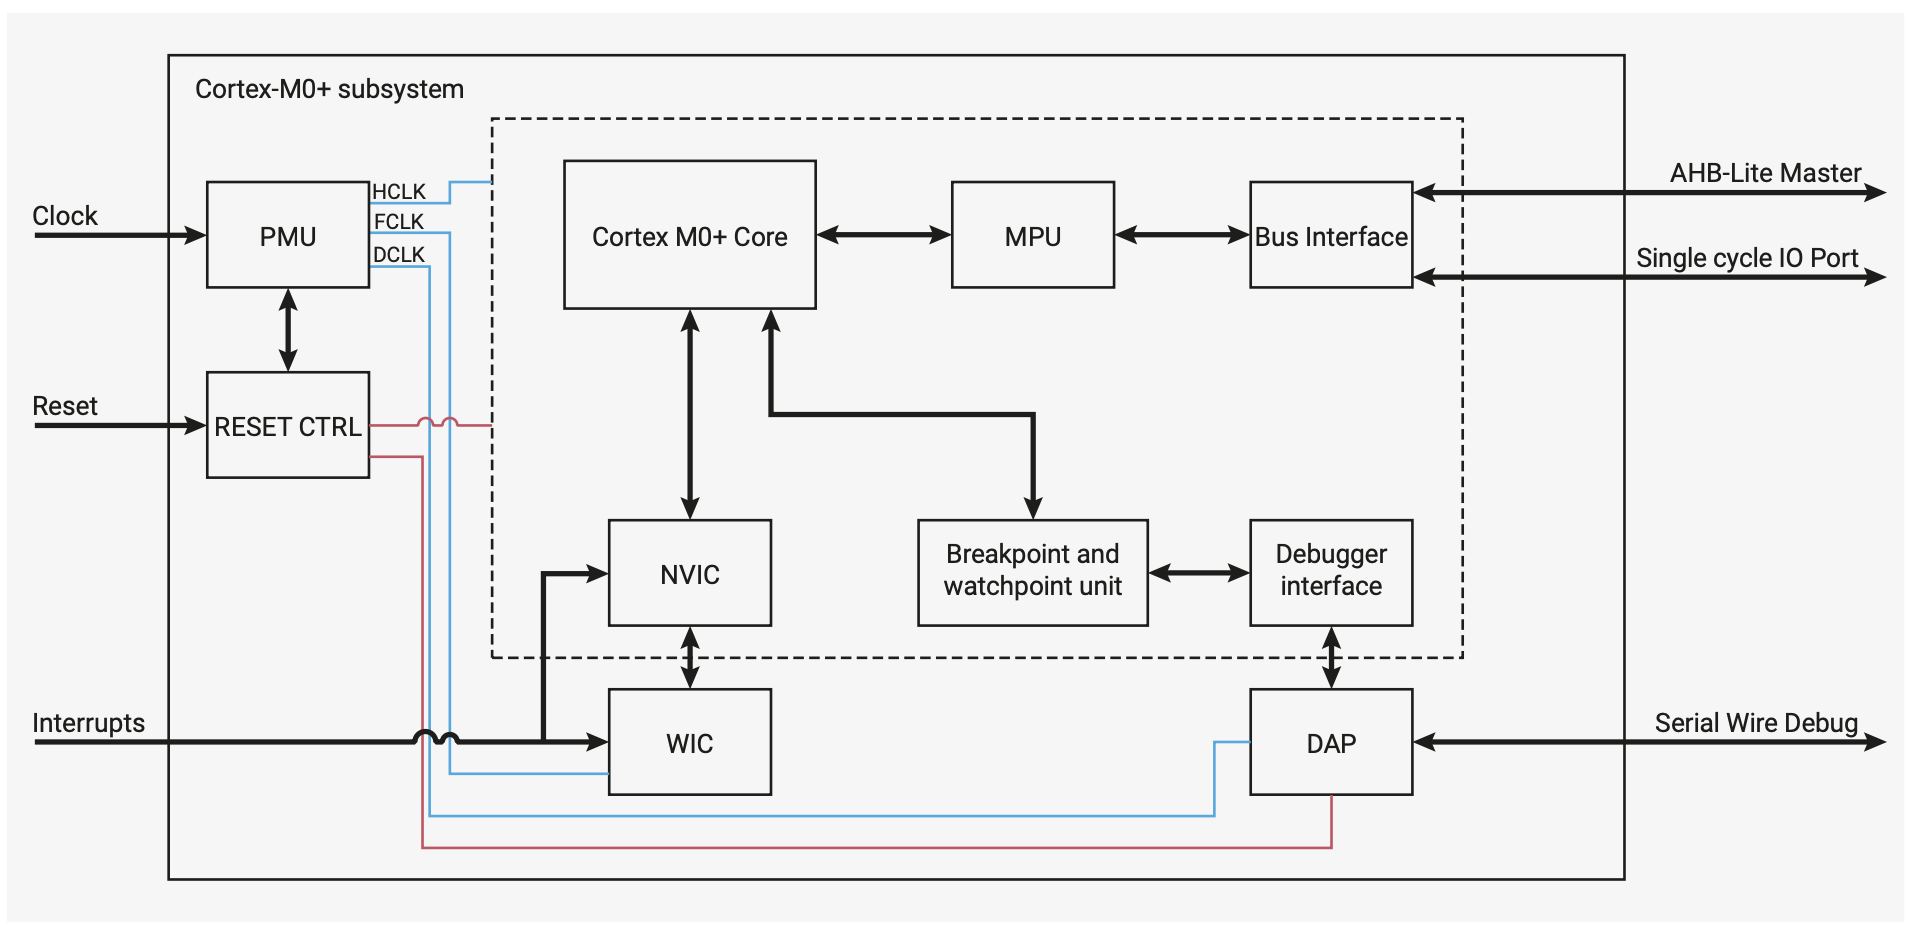 Cortex-M0+ subsystem
AHB-Lite Master
HCLK
Clock
FCLK
PMU
Cortex M0+ Core
MPU
Bus Interface
DCLK
Single cycle IO Port
Reset
RESET CTRL
NVIC
Breakpoint and
watchpoint unit
Debugger
interface
Interrupts
WIC
DAP
Serial Wire Debug